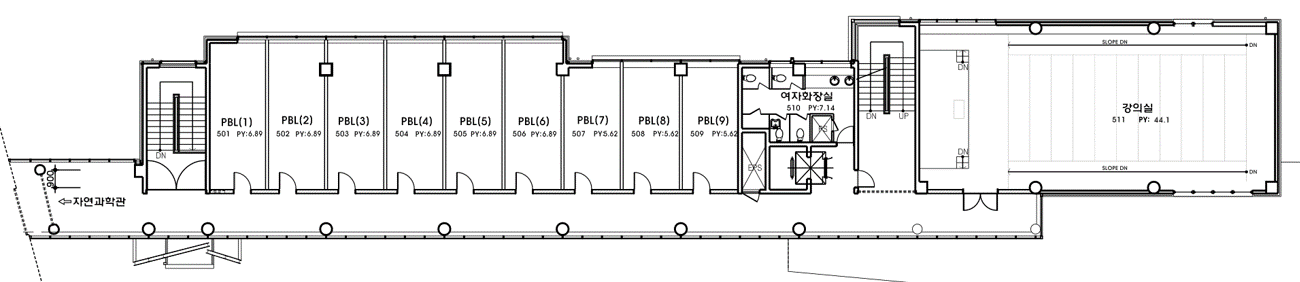 SLOPE DN
DN
DN
PBL(1)
501 PY:6.89
PBL(2)
502 PY:6.89
PBL(3)
503 PY:6.89
PBL(4)
504 PY:6.89
PBL(5)
505 PY:6.89
PBL(6)
506 PY:6.89
PBL(7)
507 PY5.62
PBL(8)
508 PY:5.62
PBL(9)
509 PY:5.62
여자화장실
510 PY:7.14
PS
EPS
DN
DN UP
강의실
511 PY: 44.1
DN
SLOPE DN
DN
900
자연과학관